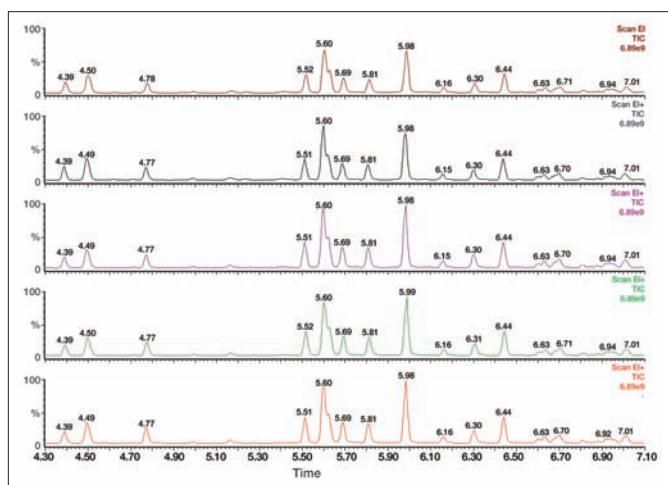 100
%
0
4.39 4.50 4.78 5.52 5.60 5.69 5.81 5.98 6.16 6.30 6.44 6.63 6.71 6.94 7.01
Scan EI
TIC
6.89e9
100
%
0
4.39 4.49 4.77 5.51 5.60 5.69 5.81 5.98 6.15 6.30 6.44 6.63 6.70 6.94 7.01
Scan EI+
TIC
6.89e9
100
%
0
4.39 4.49 4.77 5.51 5.60 5.69 5.81 5.98 6.15 6.30 6.44 6.63 6.70 6.94 7.01
Scan EI+
TIC
6.89e9
100
%
0
4.39 4.50 4.77 5.52 5.60 5.69 5.81 5.99 6.16 6.31 6.44 6.63 6.71 6.94 7.01
Scan EI+
TIC
6.89e9
100
%
0
4.39 4.49 4.77 5.51 5.60 5.69 5.81 5.98 6.16 6.30 6.44 6.63 6.70 6.92 7.01
Scan EI+
TIC
6.89e9
4.30 4.50 4.70 4.90 5.10 5.30 5.50 5.70 5.90 6.10 6.30 6.50 6.70 6.90 7.10
Time